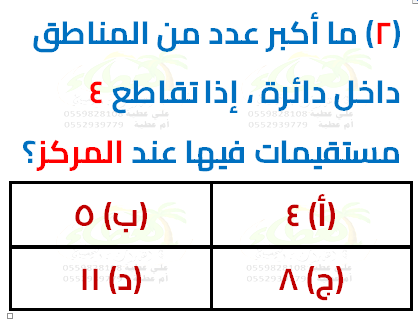 (٢) ما أكبر عدد من المناطق
داخل دائرة ، إذا تقاطع ٤
مستقيمات فيها عند المركز؟
(أ) ٤ (ب) ٥
(ج) ٨ (د) ١١